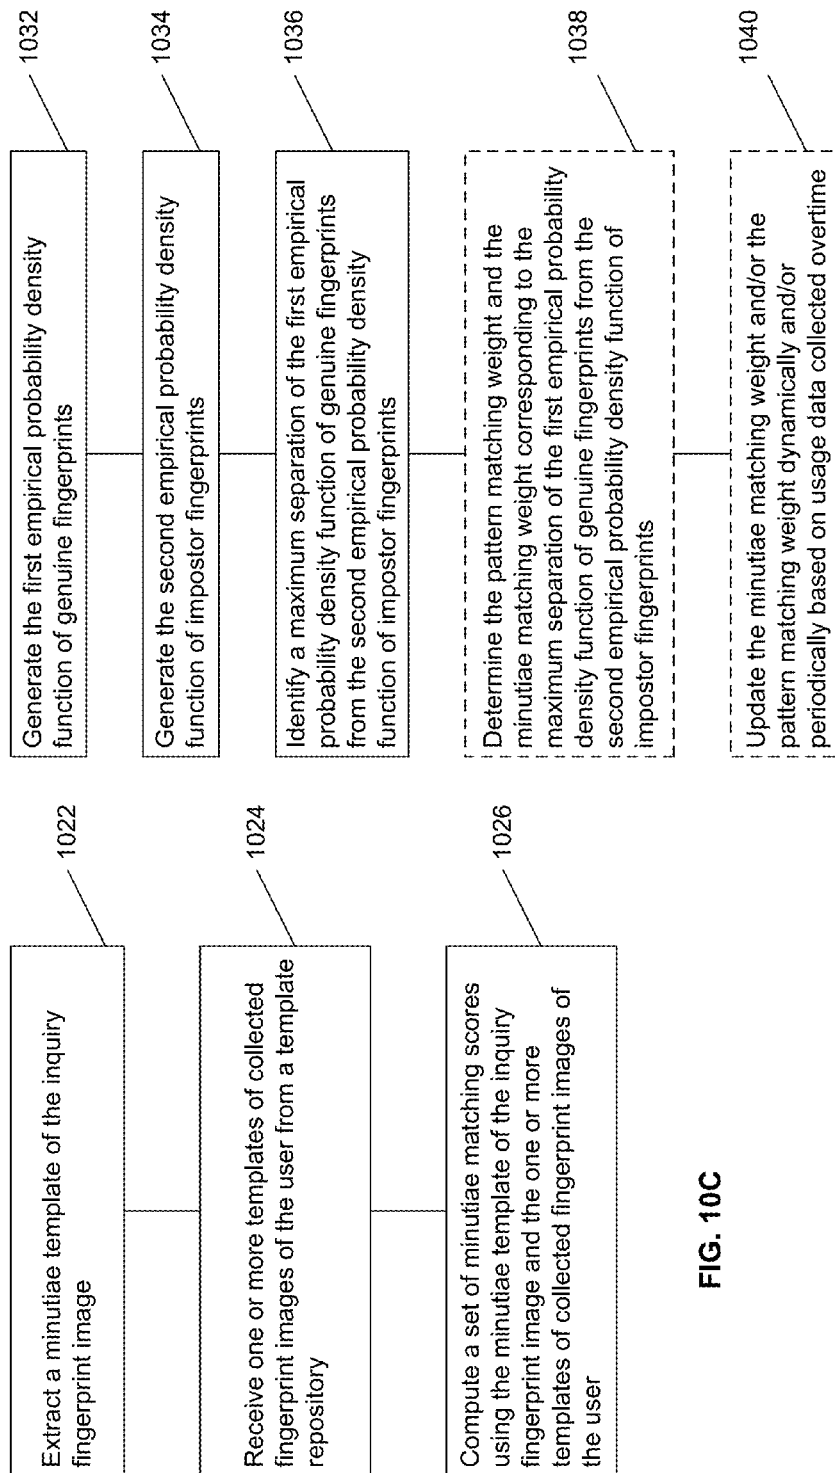 Extract a minutiae template of the inquiry
fingerprint image
1022
Receive one or more templates of collected
fingerprint images of the user from a template
repository
1024
Compute a set of minutiae matching scores
using the minutiae template of the inquiry
fingerprint image and the one or more
templates of collected fingerprint images of
the user
1026
FIG. 10C
Generate the first empirical probability density
function of genuine fingerprints
1032
Generate the second empirical probability density
function of impostor fingerprints
1034
Identify a maximum separation of the first empirical
probability density function of genuine fingerprints
from the second empirical probability density
function of impostor fingerprints
1036
Determine the pattern matching weight and the
minutiae matching weight corresponding to the
maximum separation of the first empirical probability
density function of genuine fingerprints from the
second empirical probability density function of
impostor fingerprints
1038
Update the minutiae matching weight and/or the
pattern matching weight dynamically and/or
periodically based on usage data collected overtime
1040